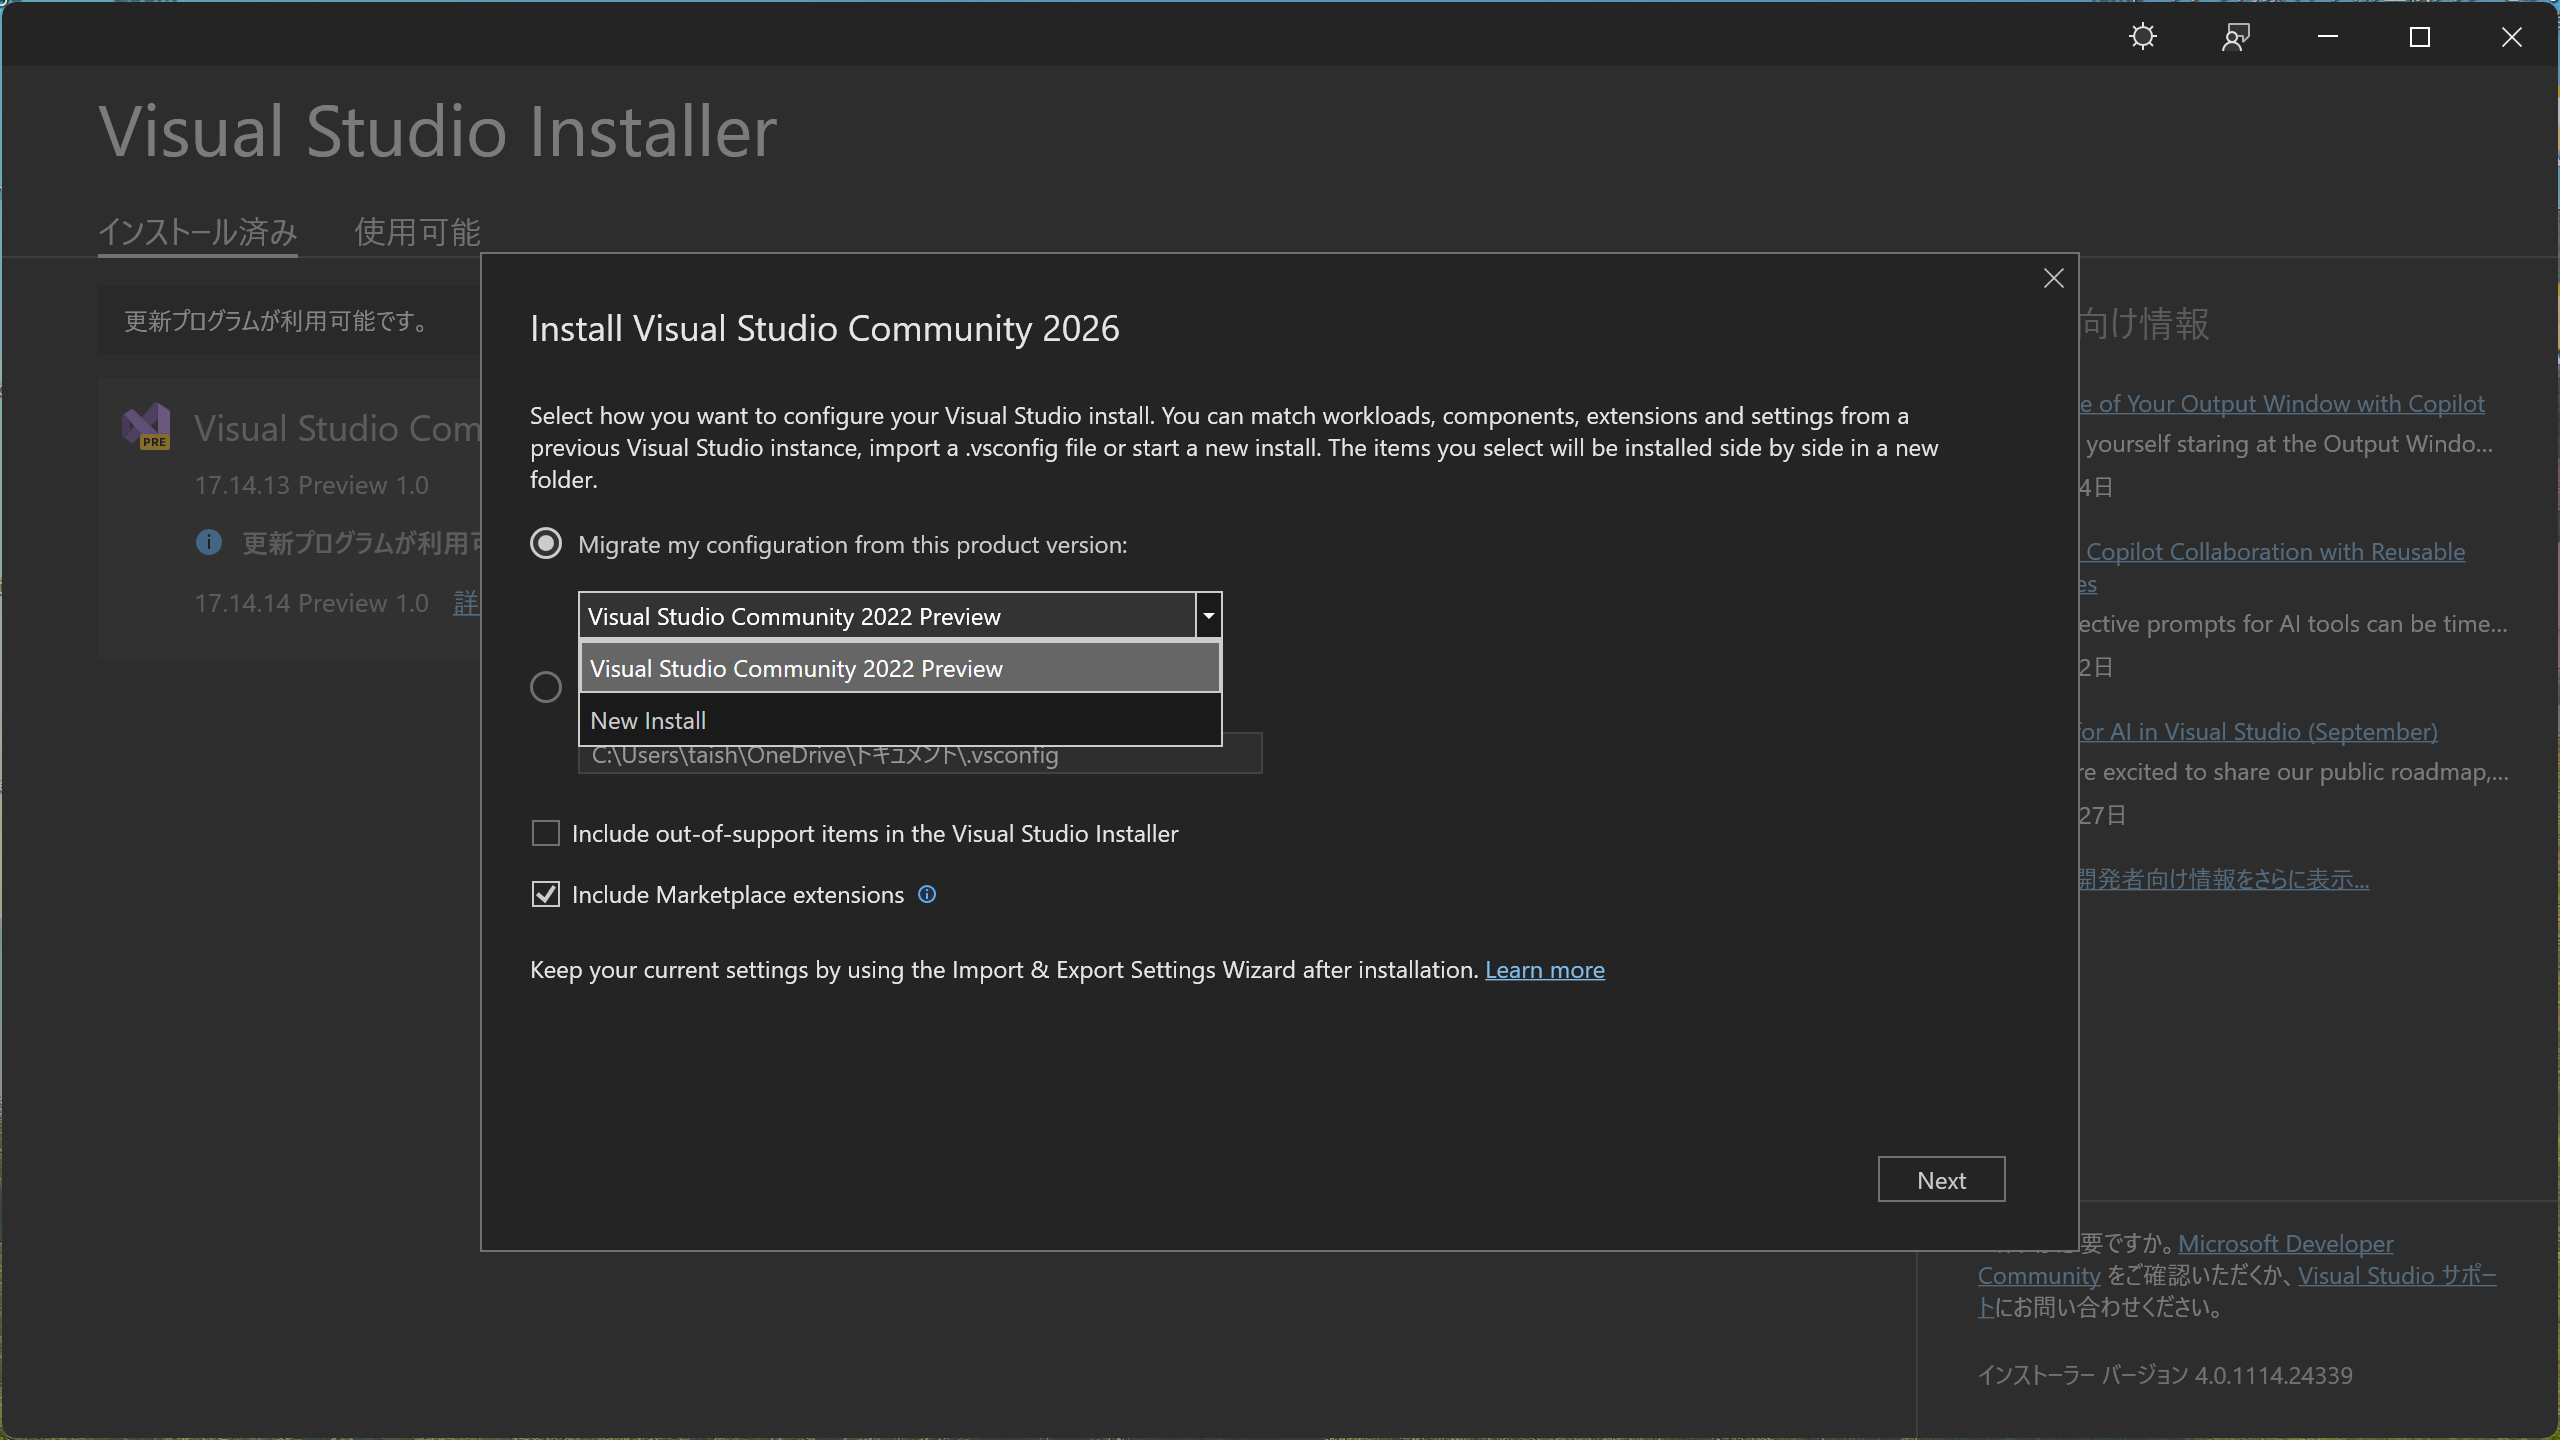 Visual Studio Installer
インストール済み
使用可能
更新プログラムが利用可能です。
PRE
Visual Studio Com
17.14.13 Preview 1.0
更新プログラムが利用
17.14.14 Preview 1.0 詳
Install Visual Studio Community 2026
Select how you want to configure your Visual Studio install. You can match workloads, components, extensions and settings from a
previous Visual Studio instance, import a .vsconfig file or start a new install. The items you select will be installed side by side in a new
folder.
Migrate my configuration from this product version:
Visual Studio Community 2022 Preview
Visual Studio Community 2022 Preview
New Install
C:\Users\taish\OneDrive\ドキュメント\.vsconfig
Include out-of-support items in the Visual Studio Installer
Include Marketplace extensions
Keep your current settings by using the Import & Export Settings Wizard after installation. Learn more
Next
向け情報
e of Your Output Window with Copilot
yourself staring at the Output Windo...
4日
Copilot Collaboration with Reusable
es
ective prompts for AI tools can be time...
2日
for AI in Visual Studio (September)
re excited to share our public roadmap,...
27日
開発者向け情報をさらに表示...
要ですか。Microsoft Developer
Community をご確認いただくか、Visual Studio サポー
トにお問い合わせください。
インストーラー バージョン 4.0.1114.24339